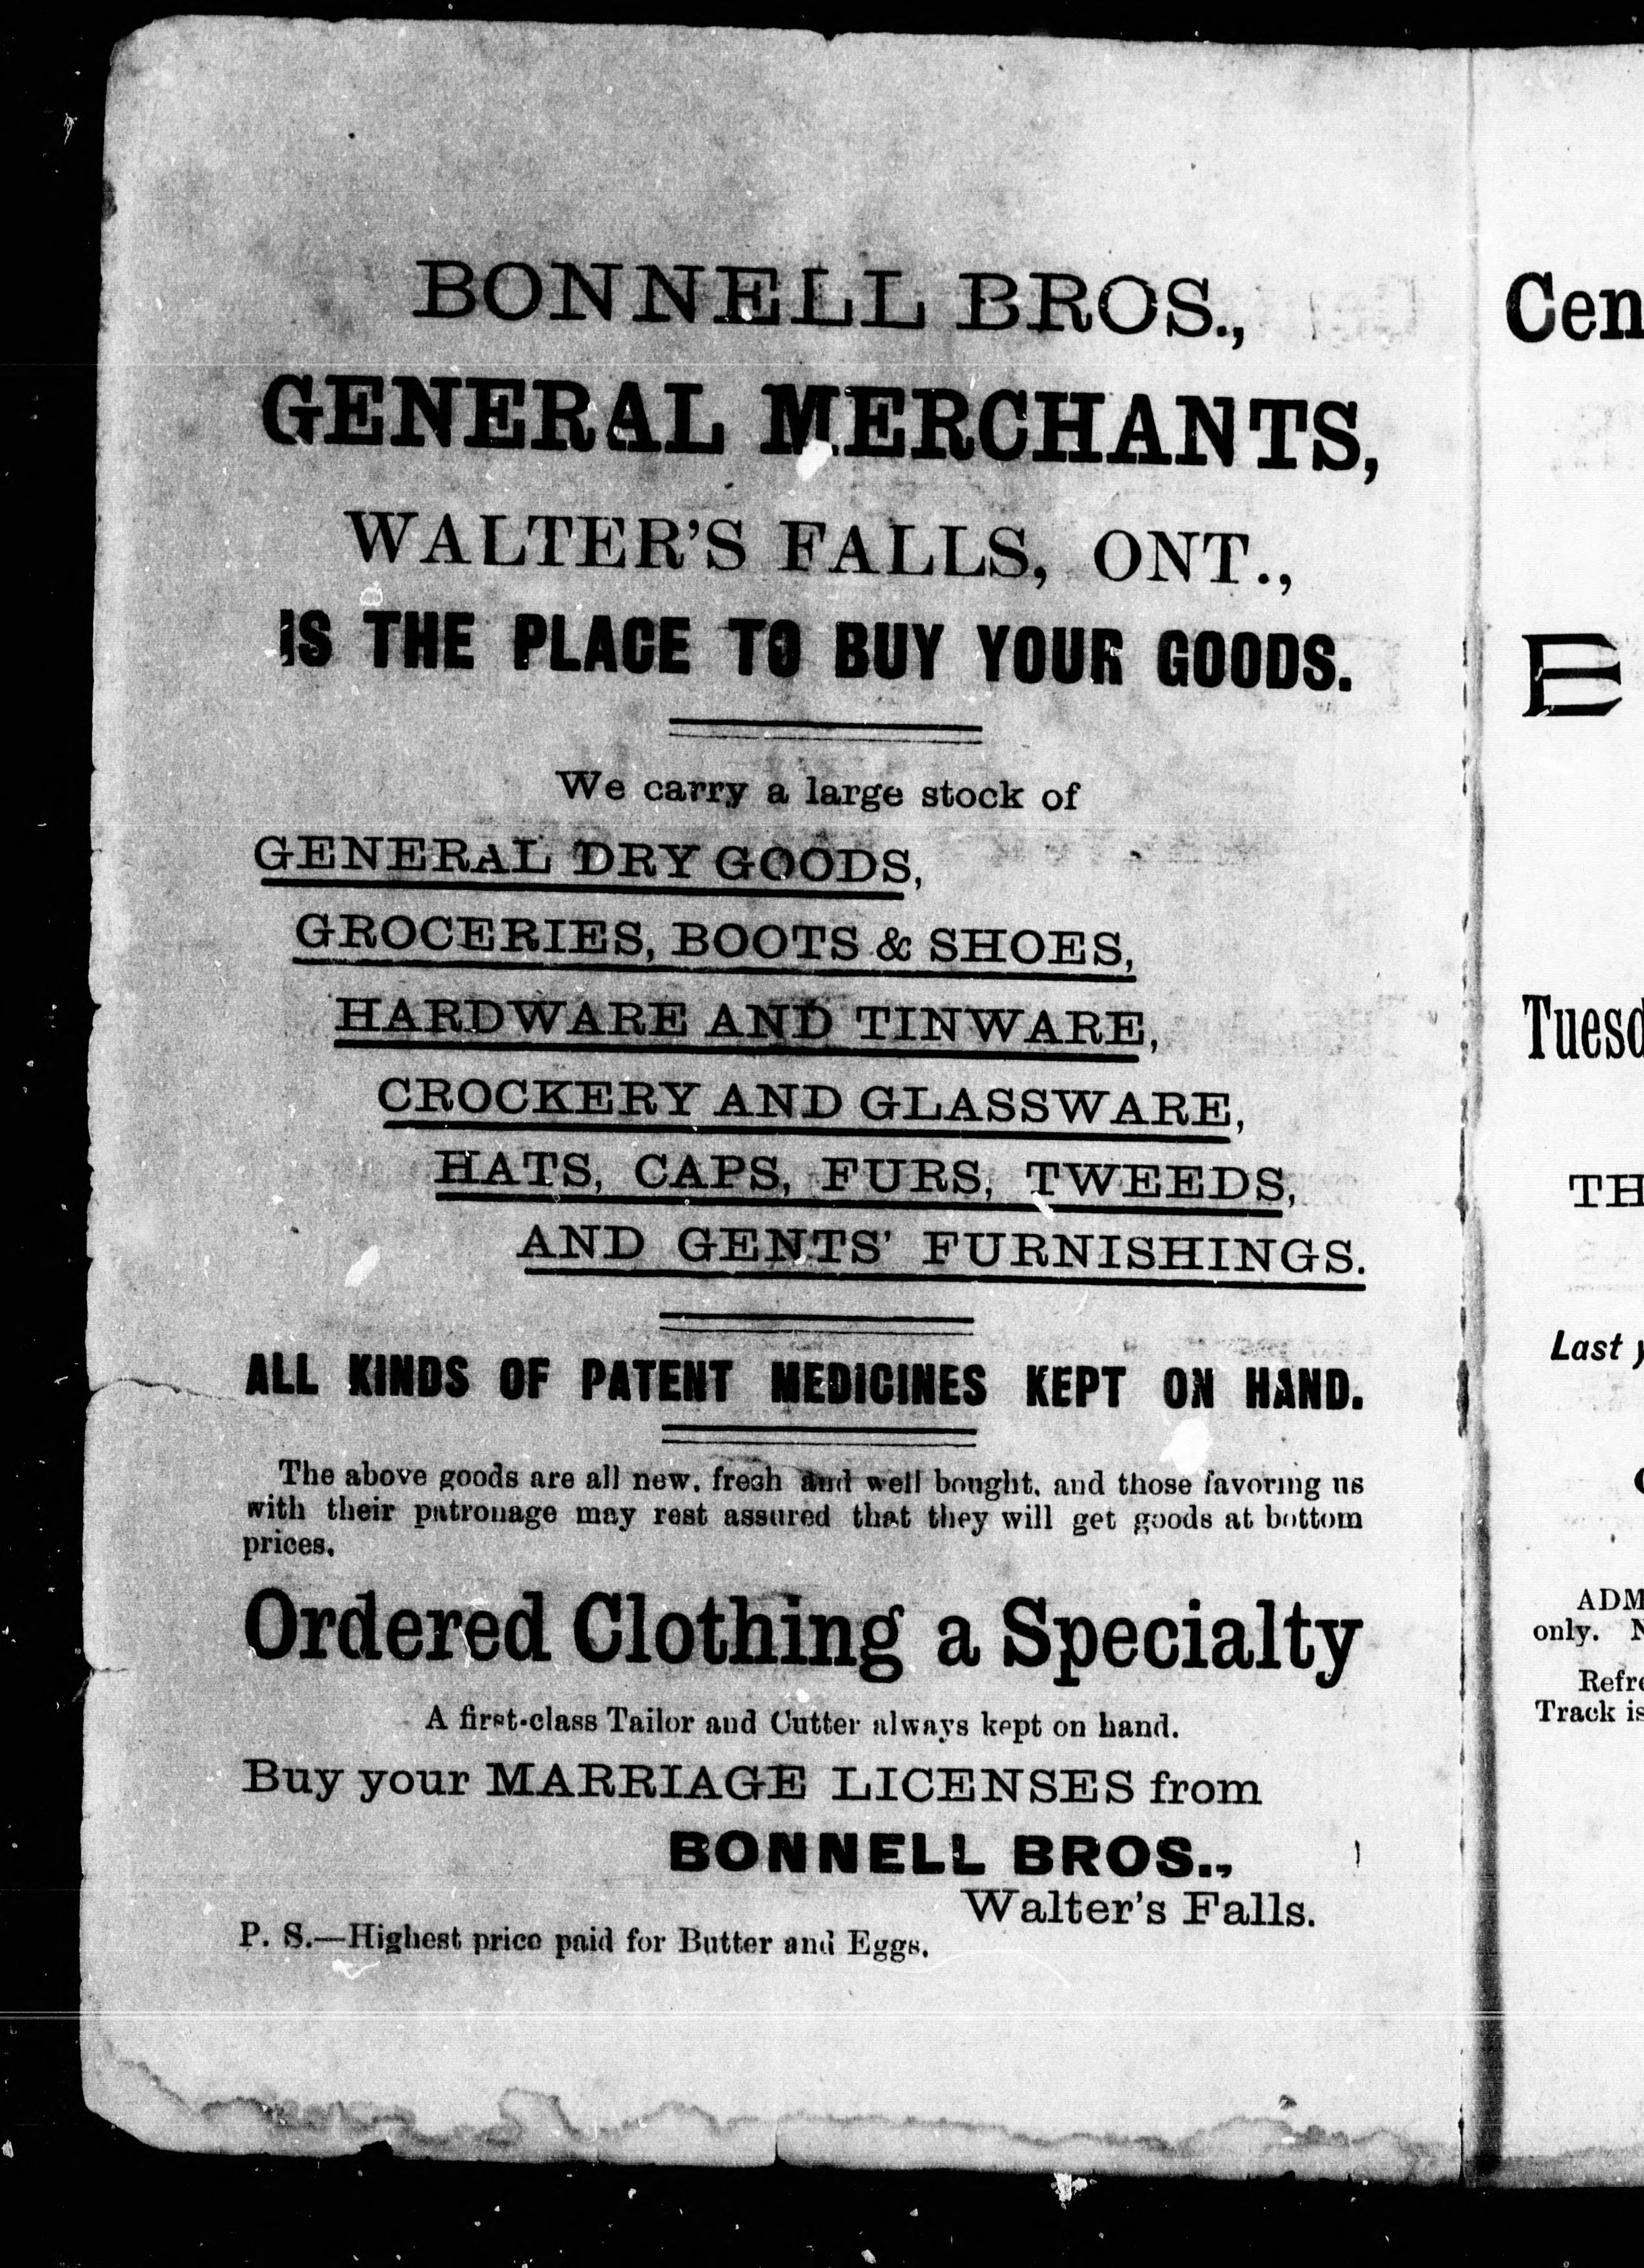 BONNELL BROS.,
GENERAL MERCHANTS,
WALTER'S FALLS, ONT.,
IS THE PLACE TO BUY YOUR GOODS.
We carry a large stock of
GENERAL DRY GOODS,
GROCERIES, BOOTS & SHOES,
HARDWARE AND TINWARE,
CROCKERY AND GLASSWARE,
HATS, CAPS, FURS, TWEEDS,
AND GENTS' FURNISHINGS.
ALL KINDS OF PATENT MEDICINES KEPT ON HAND.
The above goods are all new, fresh and well bought, and those favoring us
with their patronage may rest assured that they will get goods at bottom
prices.
Ordered Clothing a Specialty
A first-class Tailor and Cutter always kept on hand.
Buy your MARRIAGE LICENSES from
BONNELL BROS.,
Walter's Falls.
P. S.—Highest price paid for Butter and Eggs.
Cen
E
Tuesd
TH
Last
ADM
only. N
Refre
Track is